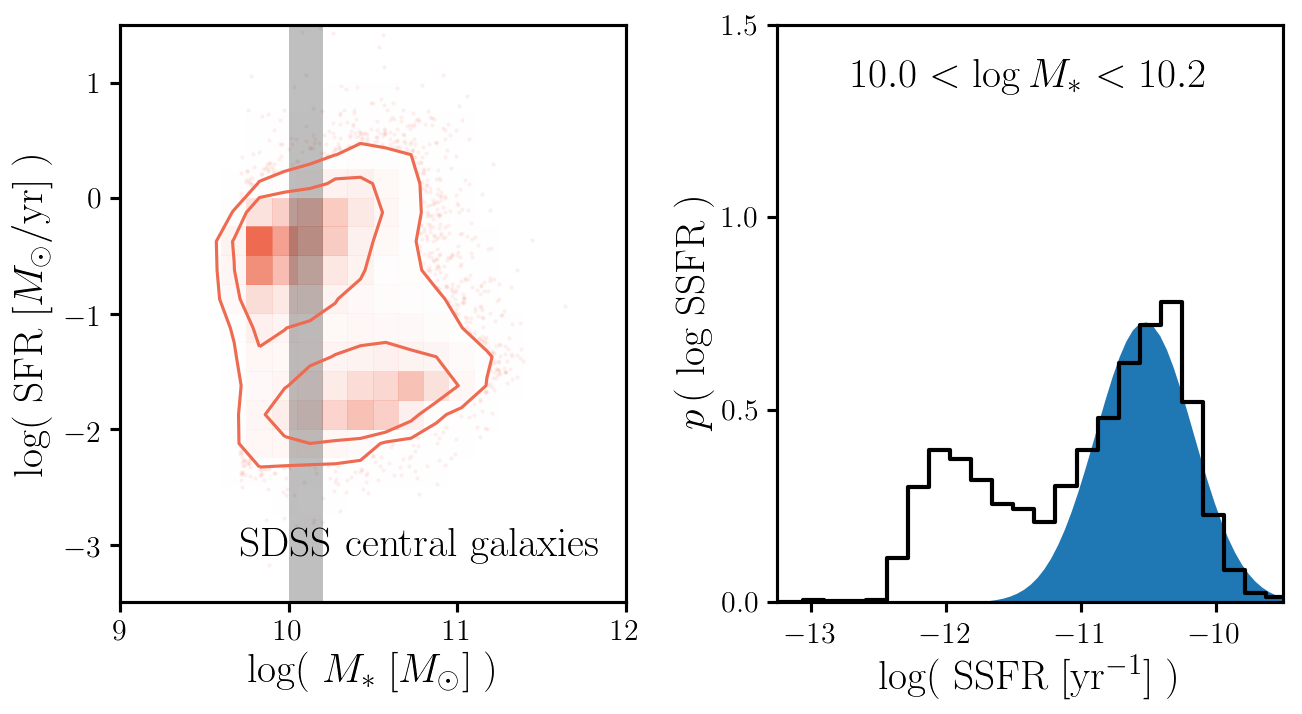 log( SFR [M⊙/yr] )
1
0
−1
−2
−3
SDSS central galaxies
9
10
11
12
log( M∗ [M⊙] )
p ( log SSFR )
1.5
1.0
0.5
0.0
10.0 < log M∗ < 10.2
−13
−12
−11
−10
log( SSFR [yr⁻¹] )